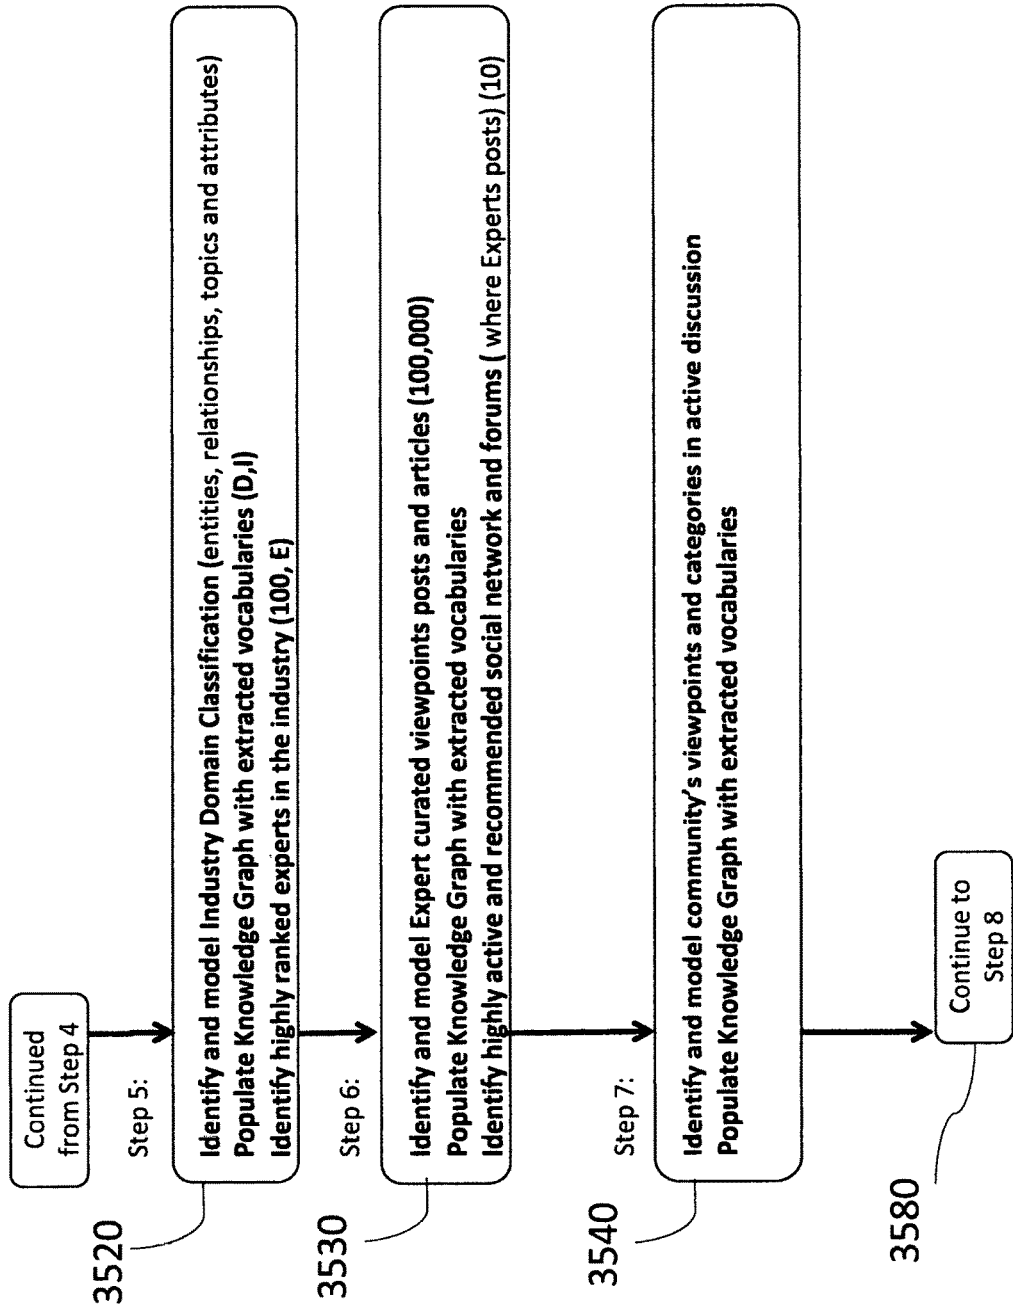 Continued
from Step 4
Step 5:
3520
Identify and model Industry Domain Classification (entities, relationships, topics and attributes)
Populate Knowledge Graph with extracted vocabularies (D,I)
Identify highly ranked experts in the industry (100, E)
Step 6:
3530
Identify and model Expert curated viewpoints posts and articles (100,000)
Populate Knowledge Graph with extracted vocabularies
Identify highly active and recommended social network and forums ( where Experts posts) (10)
Step 7:
3540
Identify and model community's viewpoints and categories in active discussion
Populate Knowledge Graph with extracted vocabularies
3580
Continue to
Step 8